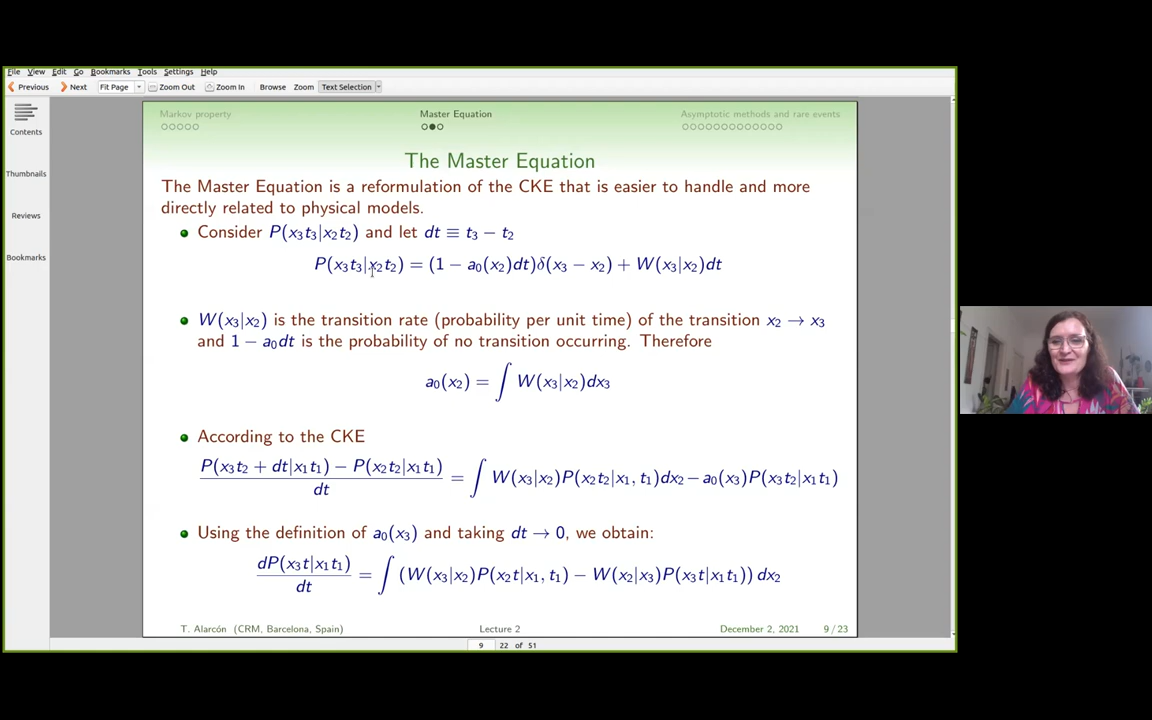 File View Edit Go Bookmarks Tools Settings Help
Previous Next Fit Page Zoom Out Zoom In Browse Zoom Text Selection
Contents
Thumbnails
Reviews
Bookmarks
Markov property Master Equation Asymptotic methods and rare events
The Master Equation
The Master Equation is a reformulation of the CKE that is easier to handle and more
directly related to physical models.
Consider P(x₃t₃|x₂t₂) and let dt ≡ t₃ − t₂
P(x₃t₃|x₂t₂) = (1 − a₀(x₂)dt)δ(x₃ − x₂) + W(x₃|x₂)dt
W(x₃|x₂) is the transition rate (probability per unit time) of the transition x₂ → x₃
and 1 − a₀dt is the probability of no transition occurring. Therefore
a₀(x₂) = ∫ W(x₃|x₂)dx₃
According to the CKE
P(x₃t₂ + dt|x₁t₁) − P(x₂t₂|x₁t₁)
dt
= ∫ W(x₃|x₂)P(x₂t₂|x₁, t₁)dx₂ − a₀(x₃)P(x₃t₂|x₁t₁)
Using the definition of a₀(x₃) and taking dt → 0, we obtain:
dP(x₃t|x₁t₁)
dt
= ∫ (W(x₃|x₂)P(x₂t|x₁, t₁) − W(x₂|x₃)P(x₃t|x₁t₁)) dx₂
T. Alarcón (CRM, Barcelona, Spain) Lecture 2 December 2, 2021 9 / 23
9 22 of 51